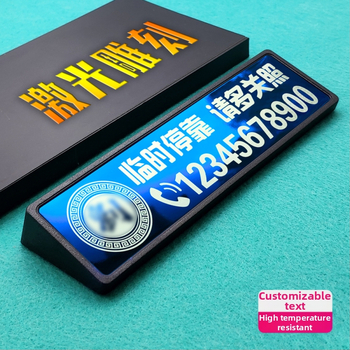 激光雕刻
临时停靠 请多关照
12345678900
Customizable
text
High temperature
resistant